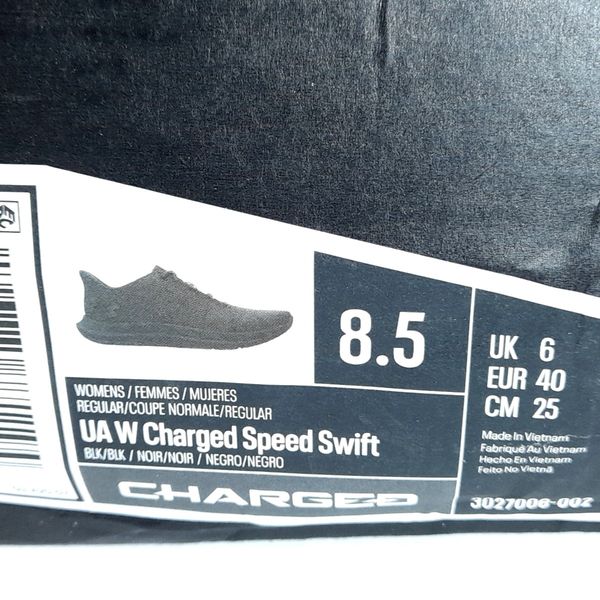 8.5
UK 6
EUR 40
CM 25
WOMENS / FEMMES / MUJERES
REGULAR/COUPE NORMALE/REGULAR
UA W Charged Speed Swift
BLK/BLK / NOIR/NOIR / NEGRO/NEGRO
Made In Vietnam
Fabriqué Au Vietnam
Hecho En Vietnam
Feito No Vietnã
CHARGED
3027006-002